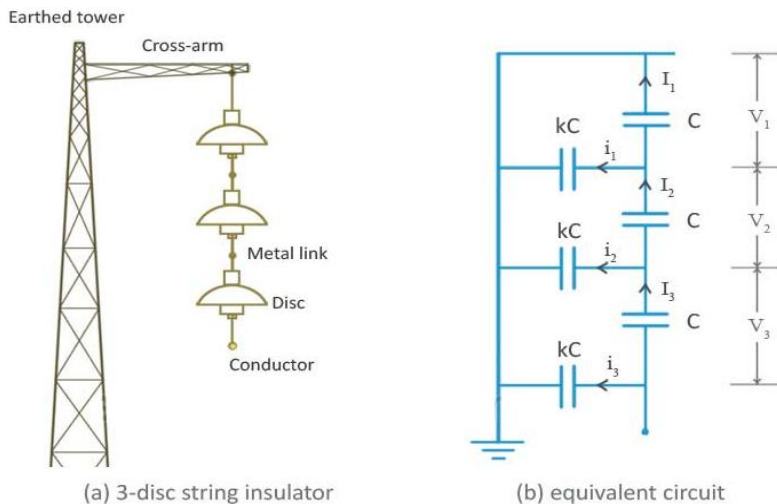 Earthed tower
Cross-arm
Metal link
Disc
Conductor
(a) 3-disc string insulator
I₁
C
V₁
kC
i₁
I₂
C
V₂
kC
i₂
I₃
C
V₃
kC
i₃
(b) equivalent circuit